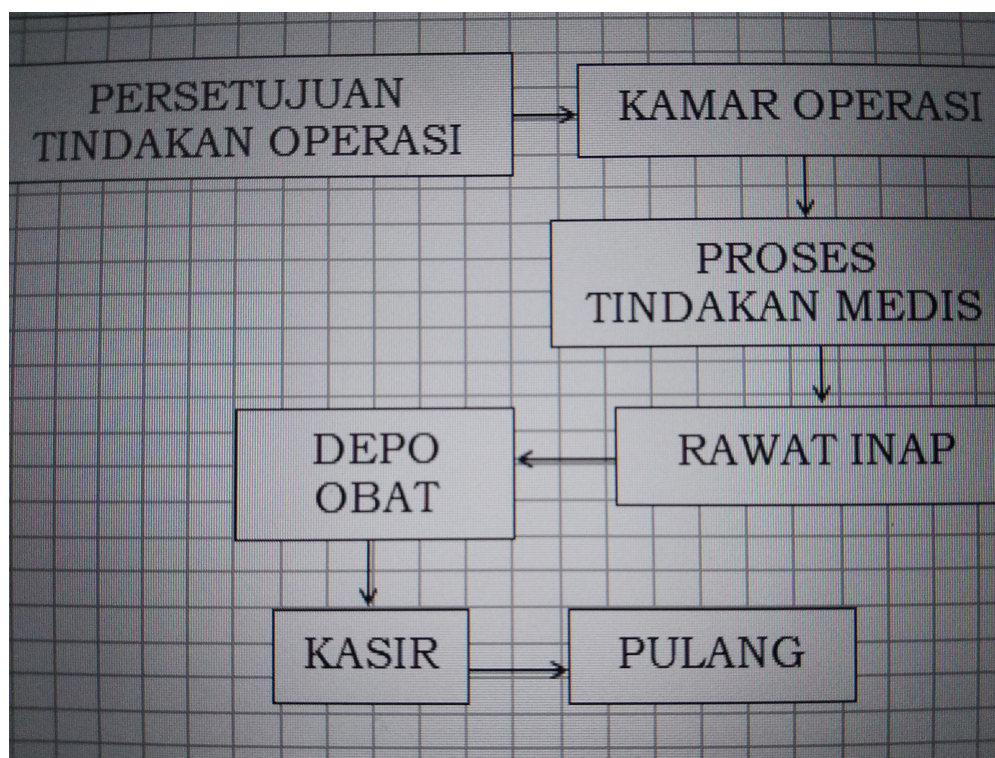 PERSETUJUAN
TINDAKAN OPERASI
KAMAR OPERASI
PROSES
TINDAKAN MEDIS
RAWAT INAP
DEPO
OBAT
KASIR
PULANG